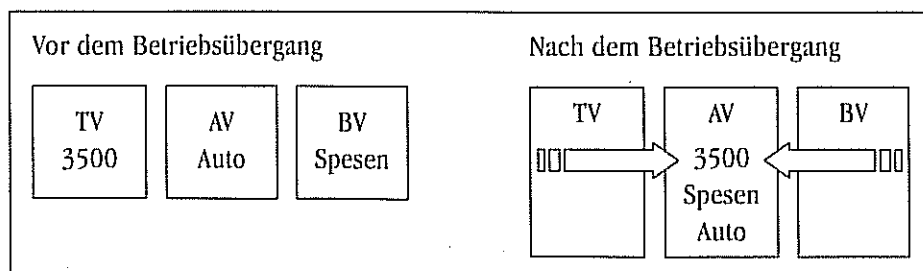 Vor dem Betriebsübergang
TV
3500
AV
Auto
BV
Spesen
Nach dem Betriebsübergang
TV
AV
3500
Spesen
Auto
BV